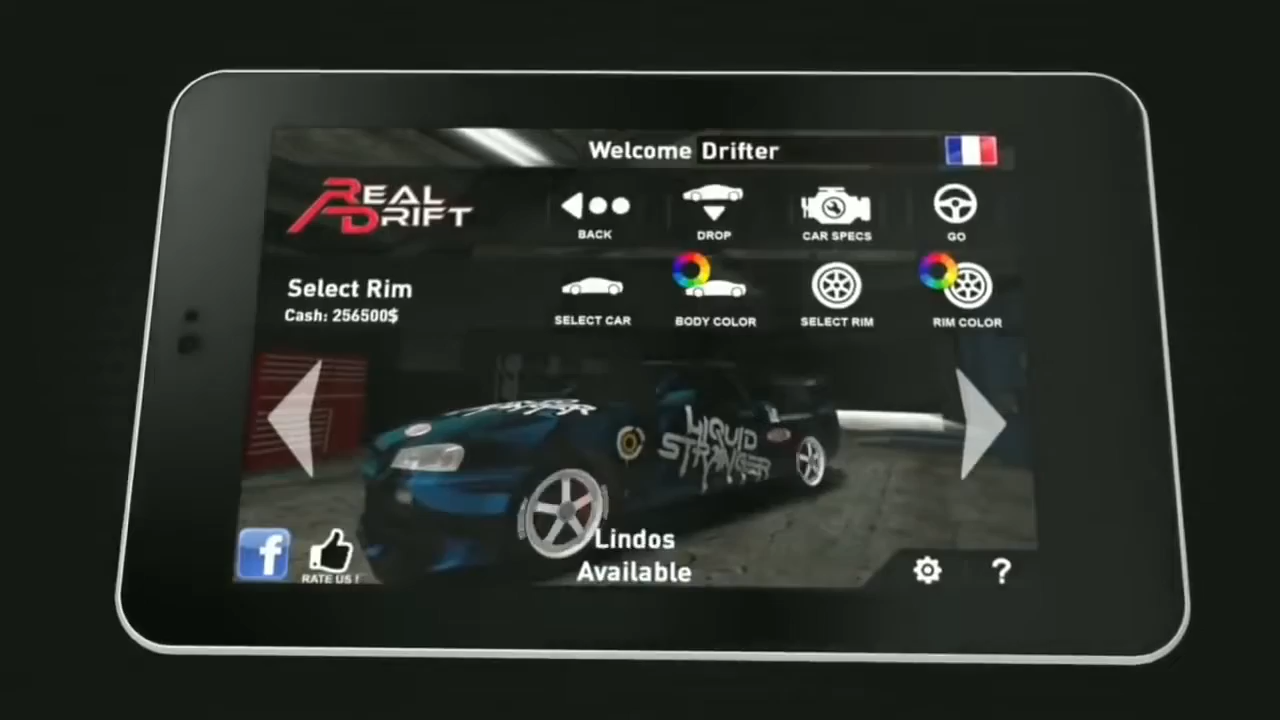 Welcome Drifter
REAL
DRIFT
BACK
DROP
CAR SPECS
GO
Select Rim
Cash: 256500$
SELECT CAR
BODY COLOR
SELECT RIM
RIM COLOR
LIQUID
STRANGER
f
RATE US !
Lindos
Available
?